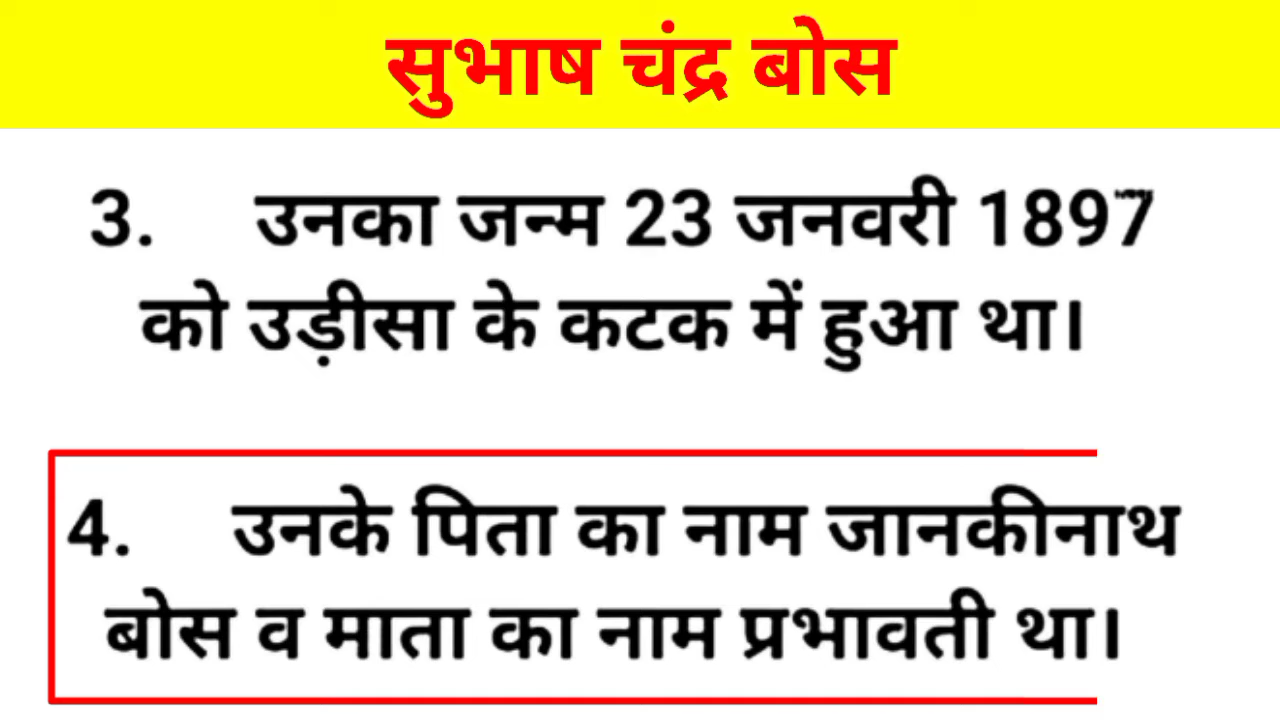 सुभाष चंद्र बोस
3. उनका जन्म 23 जनवरी 1897
को उड़ीसा के कटक में हुआ था।
4. उनके पिता का नाम जानकीनाथ
बोस व माता का नाम प्रभावती था।